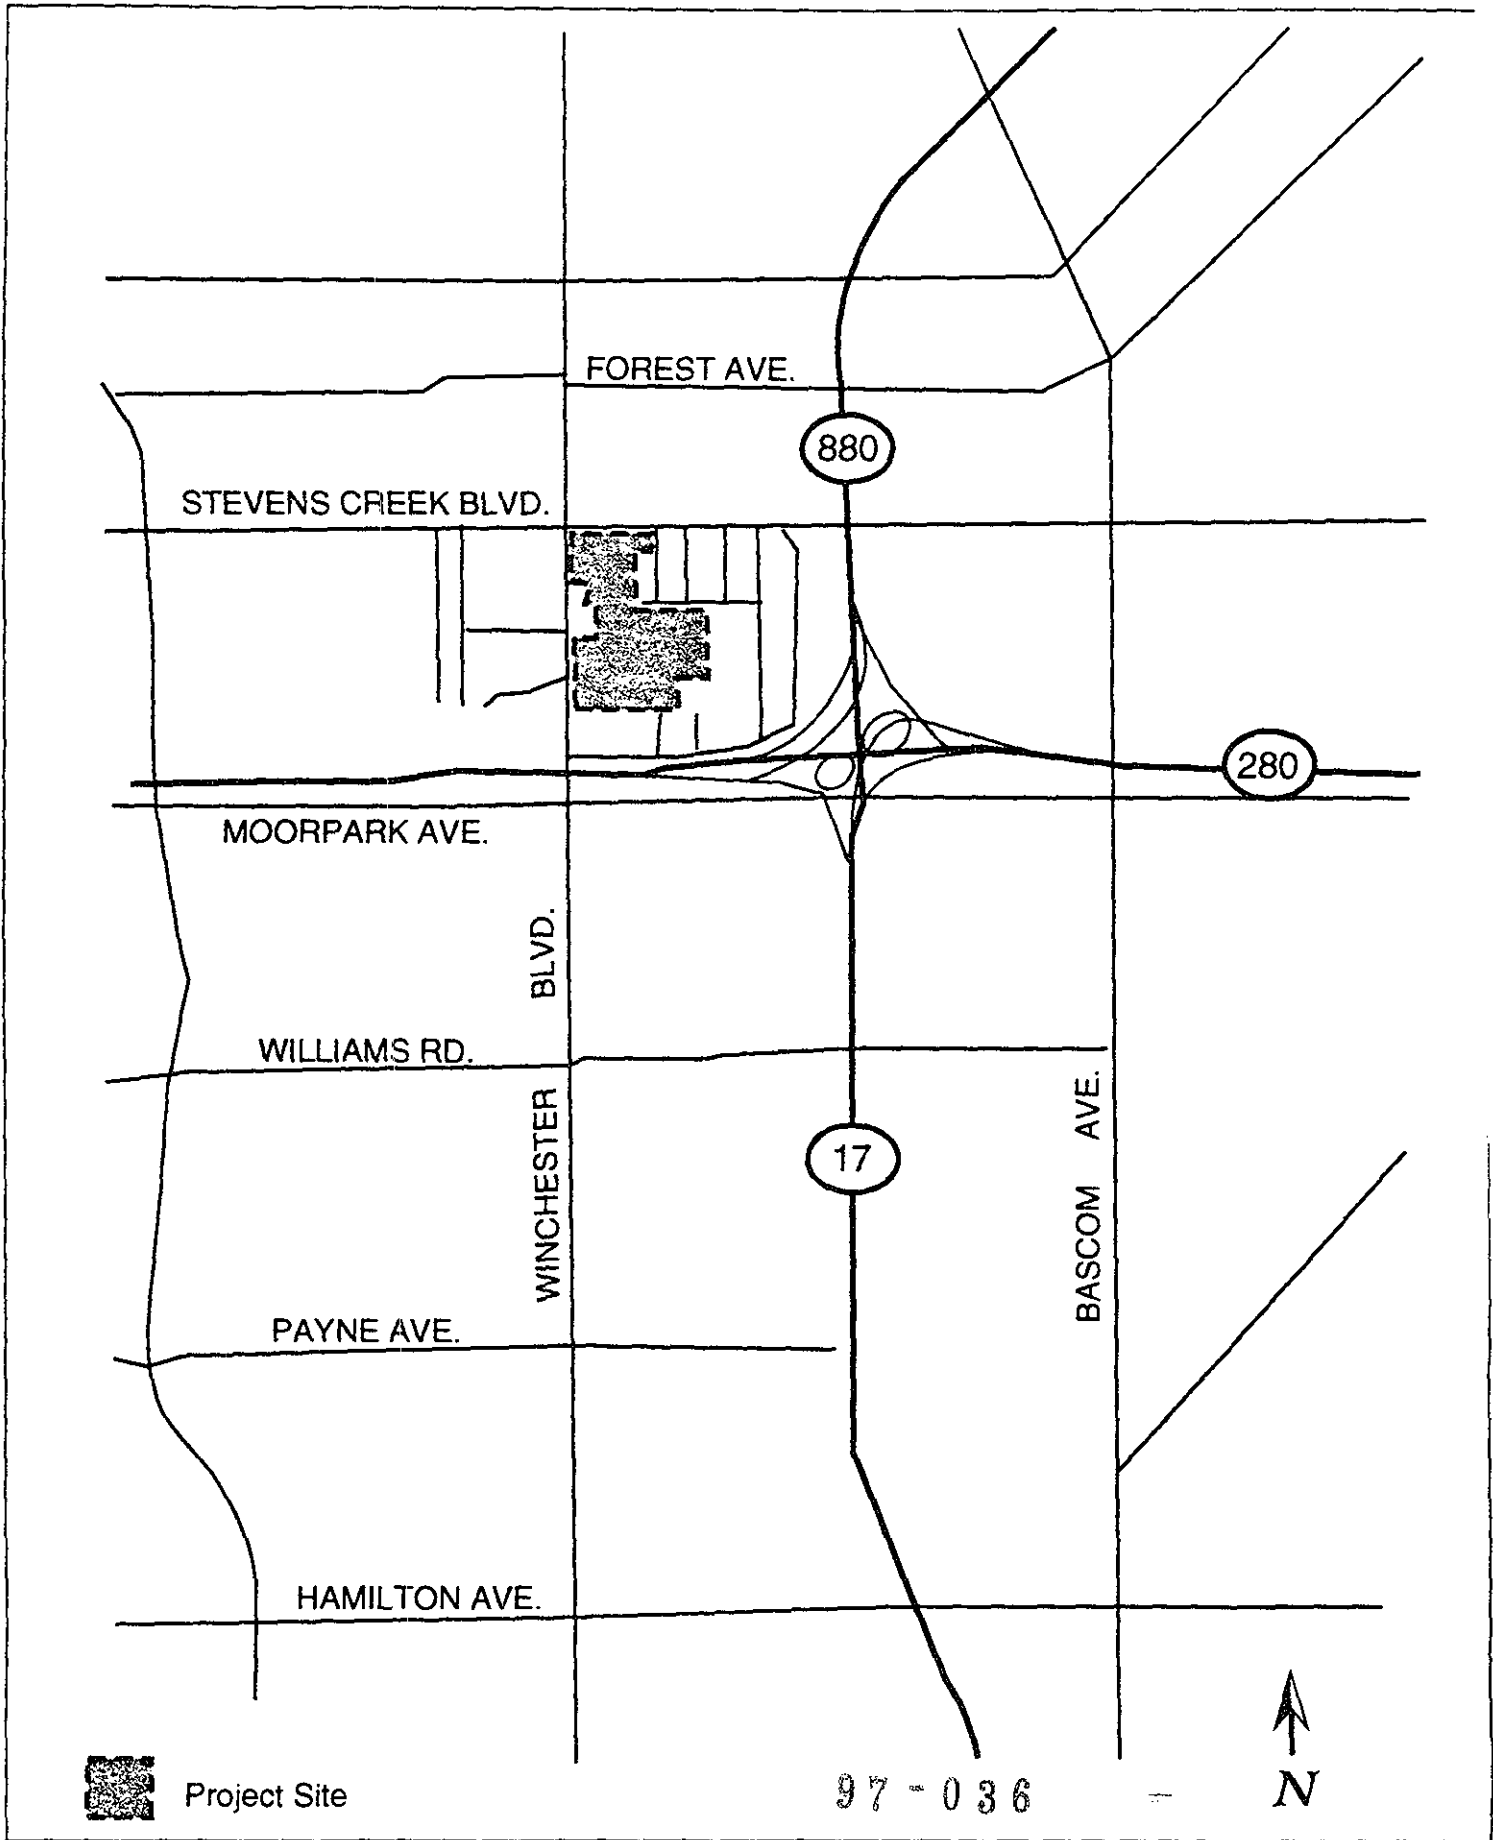 FOREST AVE.
880
STEVENS CREEK BLVD.
280
MOORPARK AVE.
WINCHESTER BLVD.
WILLIAMS RD.
BASCOM AVE.
17
PAYNE AVE.
HAMILTON AVE.
Project Site
97-036 -
N